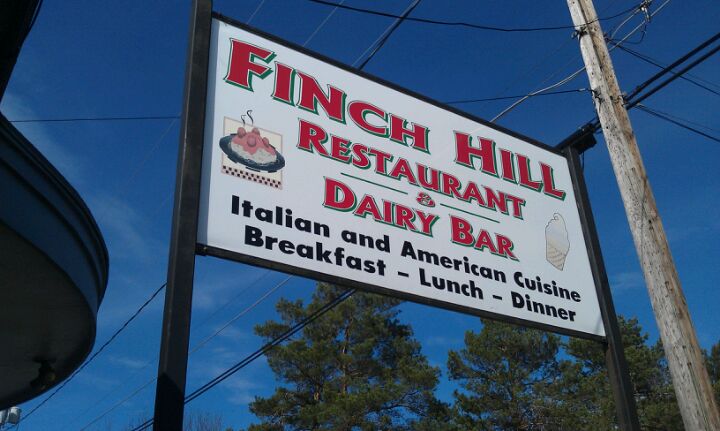 Finch Hill
Restaurant
&
Dairy Bar
Italian and American Cuisine
Breakfast - Lunch - Dinner